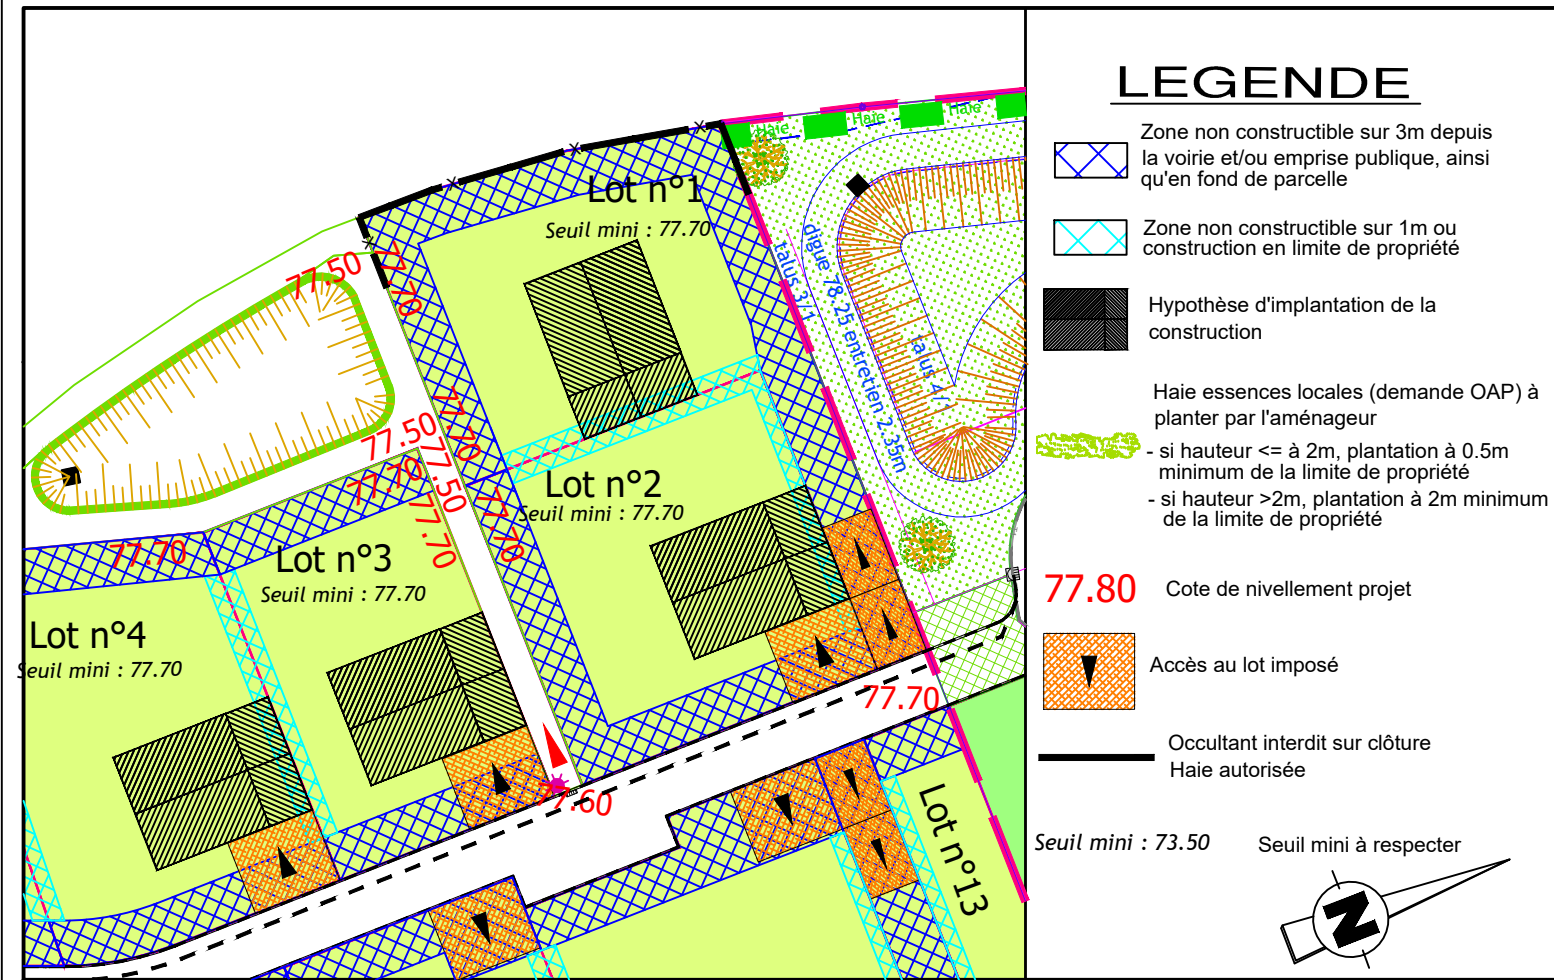 Haie
Haie
Haie
Lot n°1
Seuil mini : 77.70
77.50
77.70
talus 3/1
digue 78.25 entretien 2.35m
talus 4/
77.70
77.50
77.50
77.70
77.70
77.70
Lot n°2
Seuil mini : 77.70
77.70
Lot n°3
Seuil mini : 77.70
Lot n°4
Seuil mini : 77.70
77.70
77.60
Lot n°13
LEGENDE
Zone non constructible sur 3m depuis
la voirie et/ou emprise publique, ainsi
qu'en fond de parcelle
Zone non constructible sur 1m ou
construction en limite de propriété
Hypothèse d'implantation de la
construction
Haie essences locales (demande OAP) à
planter par l'aménageur
- si hauteur <= à 2m, plantation à 0.5m
minimum de la limite de propriété
- si hauteur >2m, plantation à 2m minimum
de la limite de propriété
77.80 Cote de nivellement projet
Accès au lot imposé
Occultant interdit sur clôture
Haie autorisée
Seuil mini : 73.50 Seuil mini à respecter
N